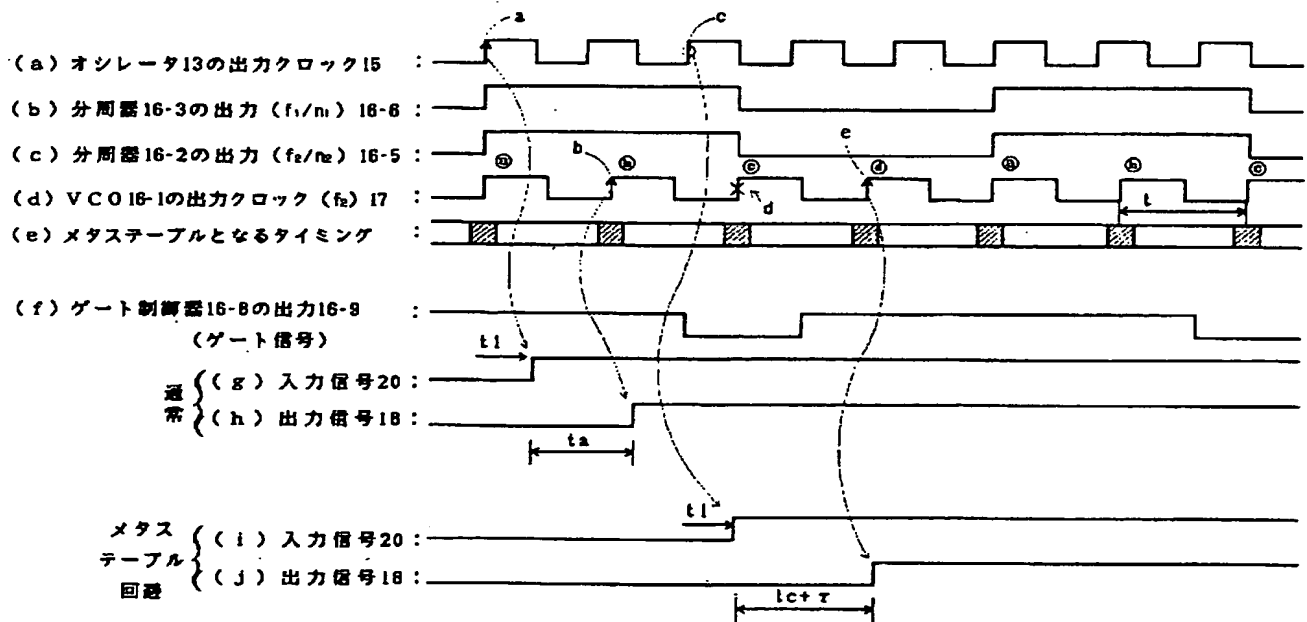 a
c
(a) オシレータ13の出力クロック15 :
(b) 分周器16-3の出力 (f₁/n₁) 16-6 :
(c) 分周器16-2の出力 (f₂/n₂) 16-5 :
b
e
ⓐ ⓑ ⓒ ⓓ ⓐ ⓑ ⓒ
(d) VCO16-1の出力クロック (f₂) 17 :
d
t
(e) メタステーブルとなるタイミング :
(f) ゲート制御器16-8の出力16-9 :
(ゲート信号)
t1
通常
(g) 入力信号20 :
(h) 出力信号18 :
ta
t1
メタステーブル回避
(i) 入力信号20 :
(j) 出力信号18 :
tc+τ